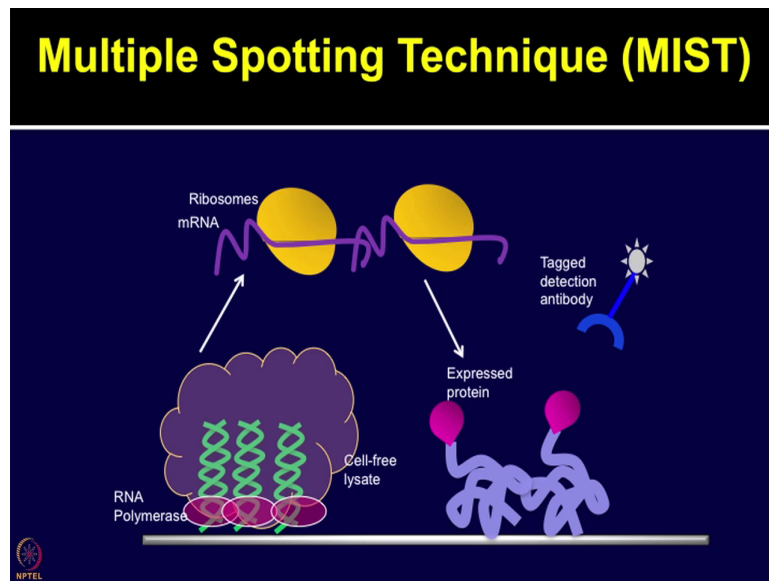 Multiple Spotting Technique (MIST)
Ribosomes
mRNA
Tagged
detection
antibody
Expressed
protein
Cell-free
lysate
RNA
Polymerase
NPTEL